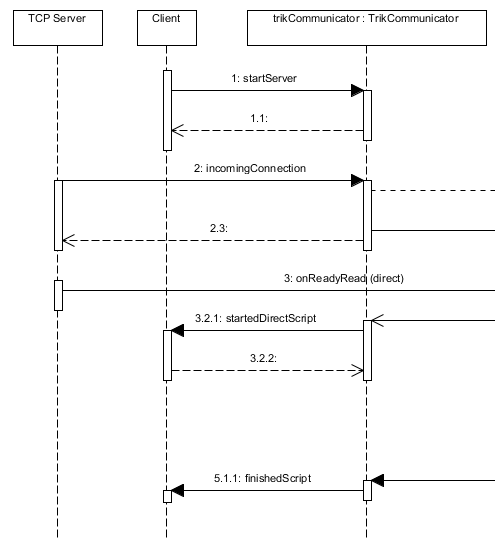 TCP Server
Client
trikCommunicator : TrikCommunicator
1: startServer
1.1:
2: incomingConnection
2.3:
3: onReadyRead (direct)
3.2.1: startedDirectScript
3.2.2:
5.1.1: finishedScript